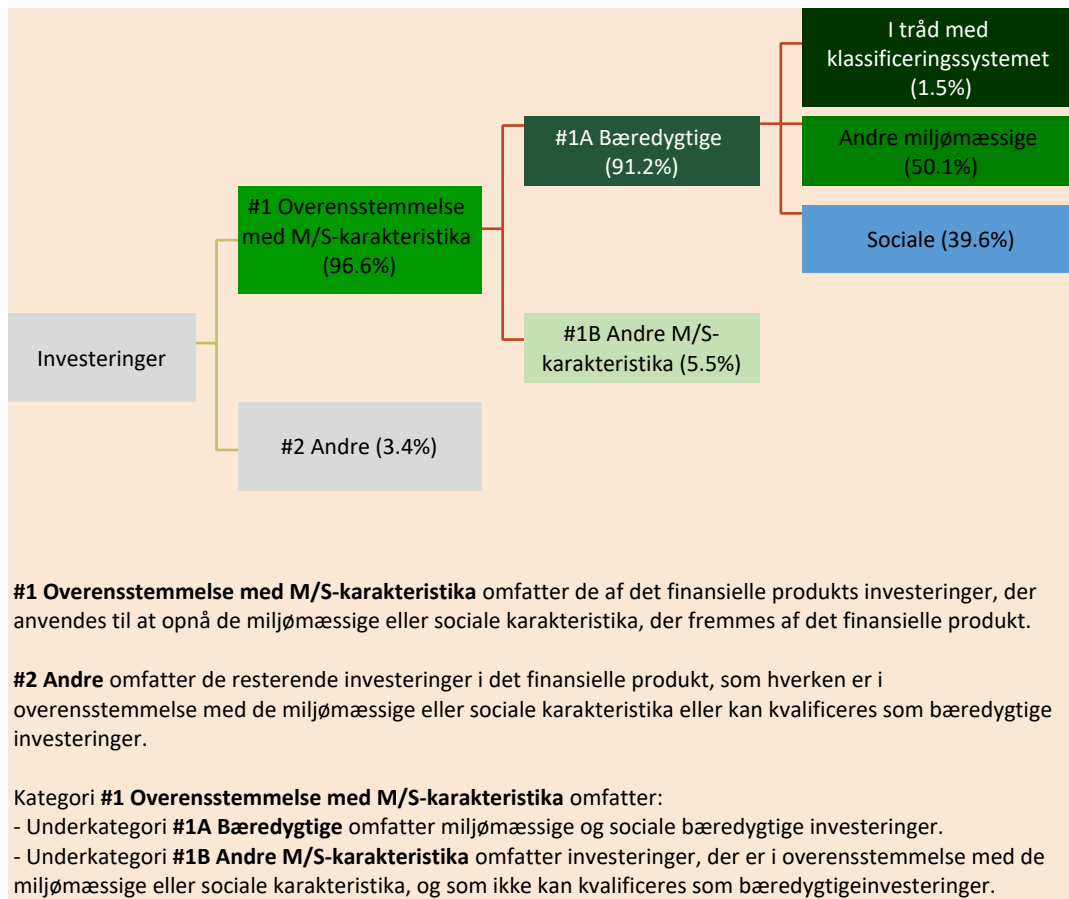 I tråd med
klassificeringssystemet
(1.5%)
#1A Bæredygtige
(91.2%)
Andre miljømæssige
(50.1%)
#1 Overensstemmelse
med M/S-karakteristika
(96.6%)
Sociale (39.6%)
#1B Andre M/S-
karakteristika (5.5%)
Investeringer
#2 Andre (3.4%)
#1 Overensstemmelse med M/S-karakteristika omfatter de af det finansielle produkts investeringer, der
anvendes til at opnå de miljømæssige eller sociale karakteristika, der fremmes af det finansielle produkt.
#2 Andre omfatter de resterende investeringer i det finansielle produkt, som hverken er i
overensstemmelse med de miljømæssige eller sociale karakteristika eller kan kvalificeres som bæredygtige
investeringer.
Kategori #1 Overensstemmelse med M/S-karakteristika omfatter:
- Underkategori #1A Bæredygtige omfatter miljømæssige og sociale bæredygtige investeringer.
- Underkategori #1B Andre M/S-karakteristika omfatter investeringer, der er i overensstemmelse med de
miljømæssige eller sociale karakteristika, og som ikke kan kvalificeres som bæredygtigeinvesteringer.